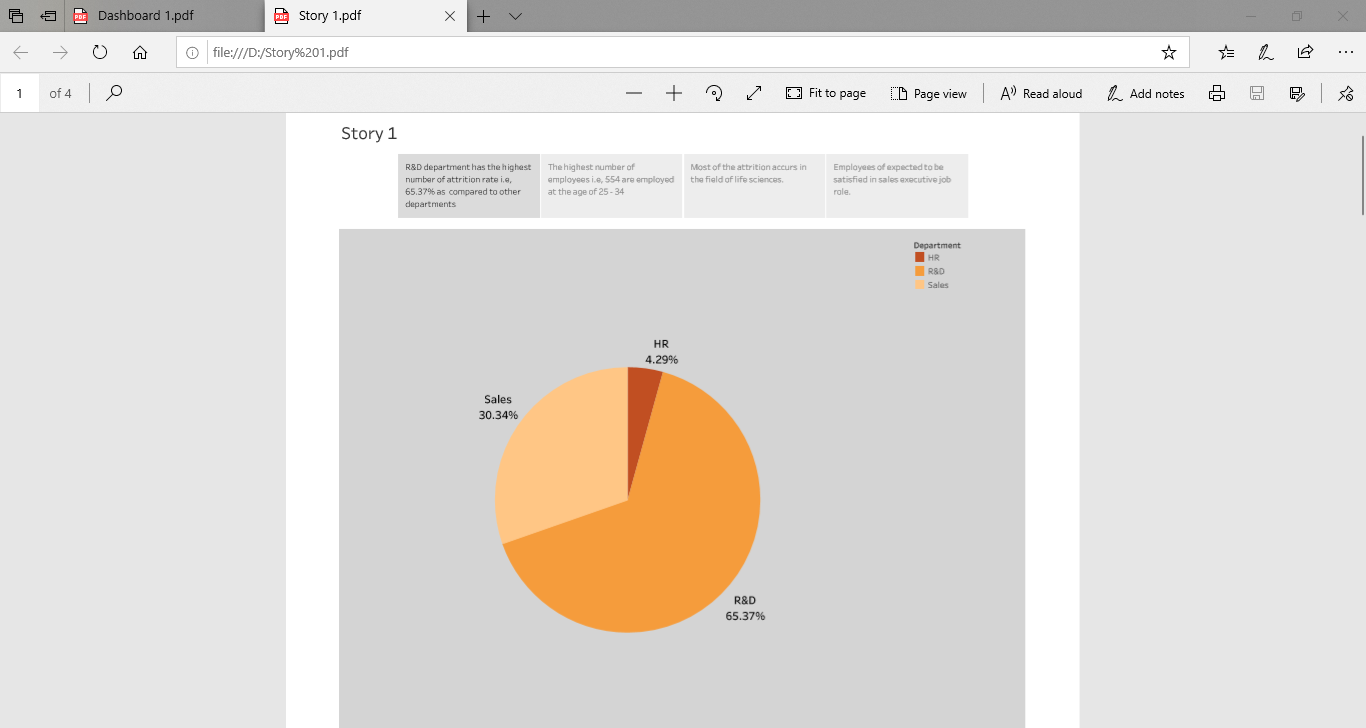 Dashboard 1.pdf
Story 1.pdf
file:///D:/Story%201.pdf
1 of 4
Fit to page
Page view
Read aloud
Add notes
Story 1
R&D department has the highest
number of attrition rate i.e,
65.37% as compared to other
departments
The highest number of
employees i.e, 554 are employed
at the age of 25 - 34
Most of the attrition accurs in
the field of life sciences.
Employees of expected to be
satisfied in sales executive job
role.
Department
HR
R&D
Sales
HR
4.29%
Sales
30.34%
R&D
65.37%